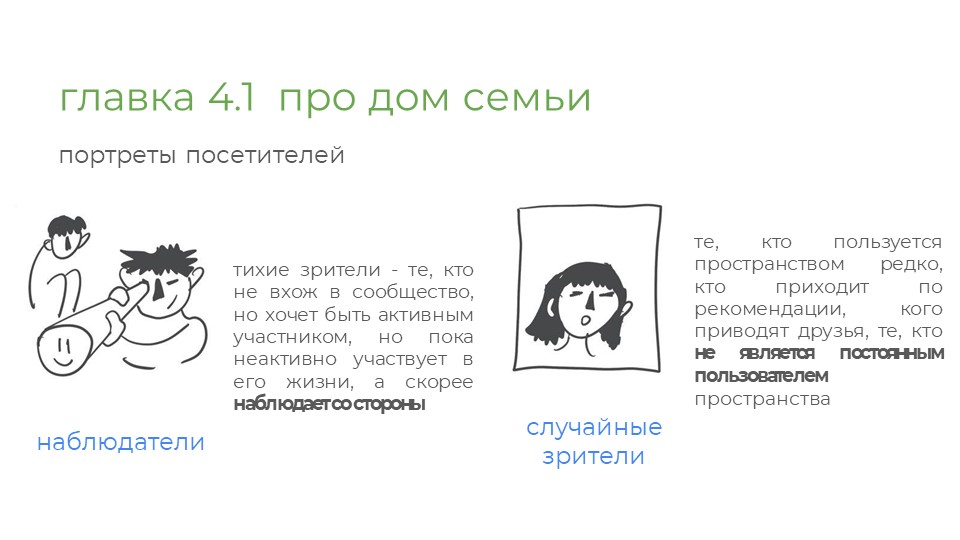 главка 4.1 про дом семьи
портреты посетителей
тихие зрители - те, кто
не вхож в сообщество,
но хочет быть активным
участником, но пока
неактивно участвует в
его жизни, а скорее
наблюдает со стороны
наблюдатели
те, кто пользуется
пространством редко,
кто приходит по
рекомендации, кого
приводят друзья, те, кто
не является постоянным
пользователем
пространства
случайные
зрители